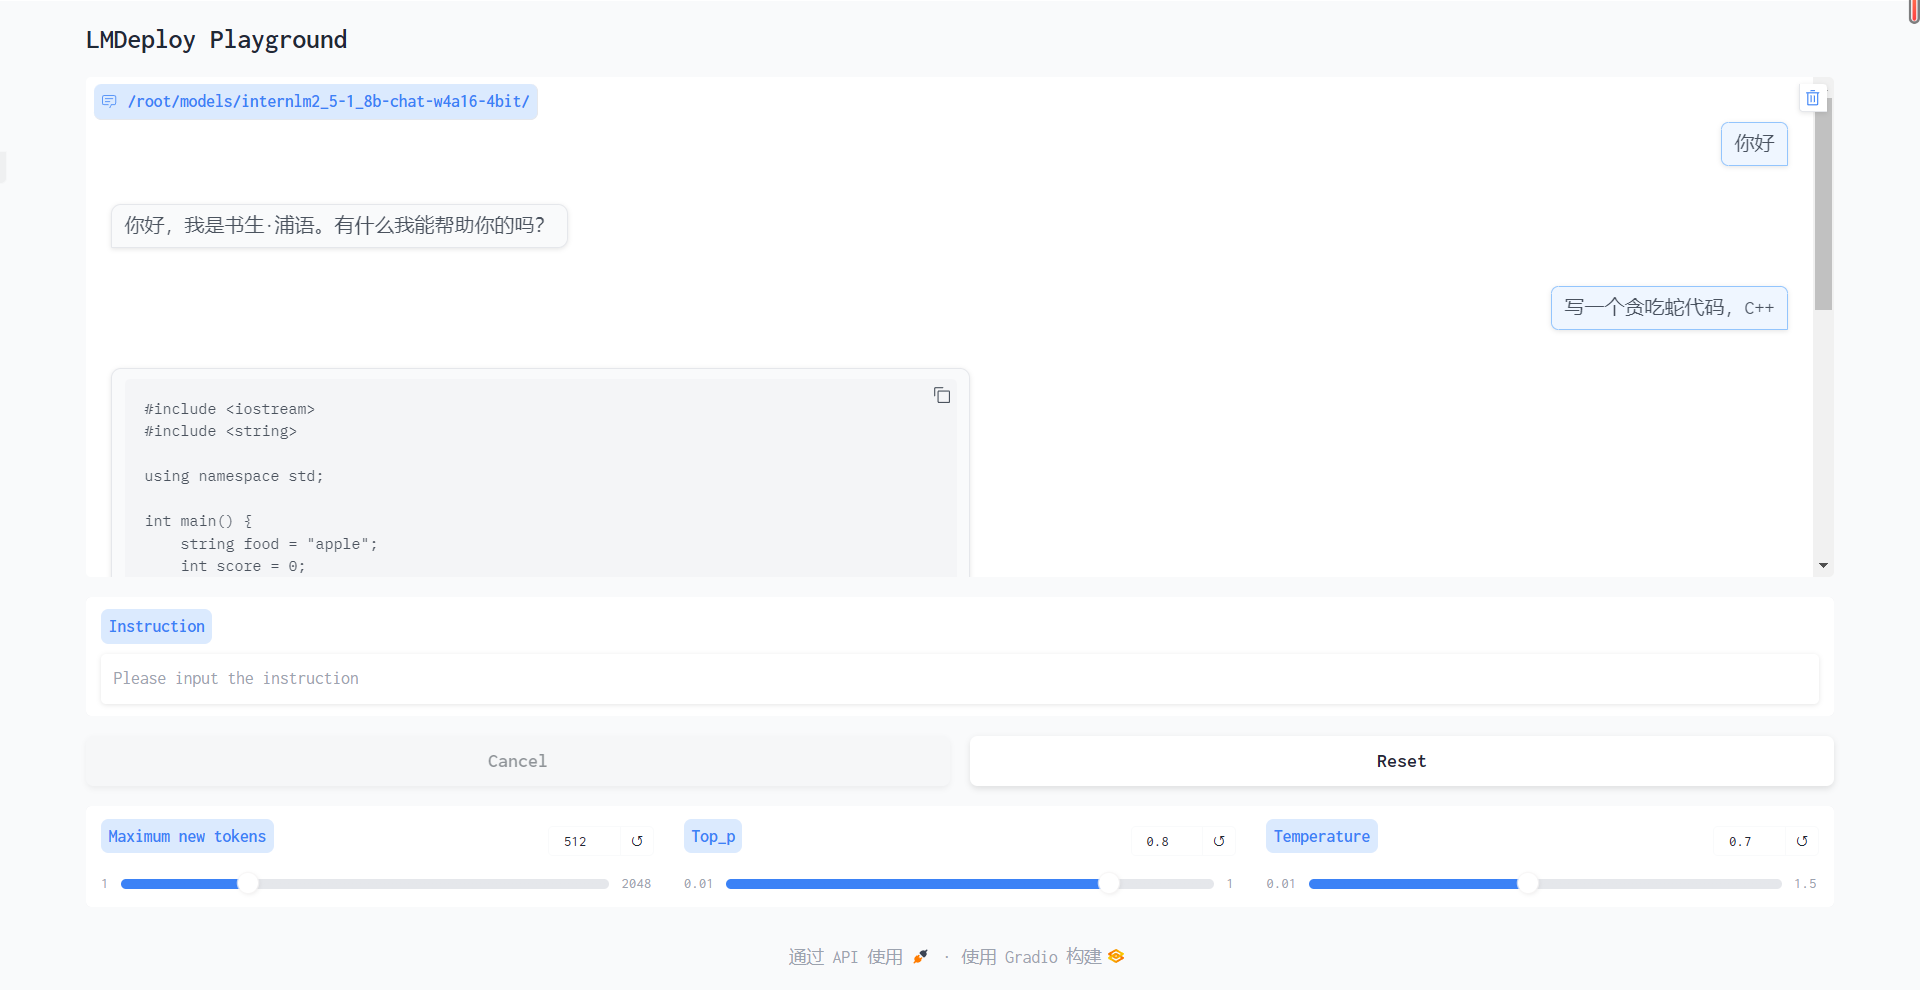 LMDeploy Playground
/root/models/internlm2_5-1_8b-chat-w4a16-4bit/
你好
你好，我是书生·浦语。有什么我能帮助你的吗？
写一个贪吃蛇代码，C++
#include <iostream>
#include <string>
using namespace std;
int main() {
    string food = "apple";
    int score = 0;
Instruction
Please input the instruction
Cancel
Reset
Maximum new tokens
512
↺
1
2048
Top_p
0.8
↺
0.01
1
Temperature
0.7
↺
0.01
1.5
通过 API 使用 · 使用 Gradio 构建